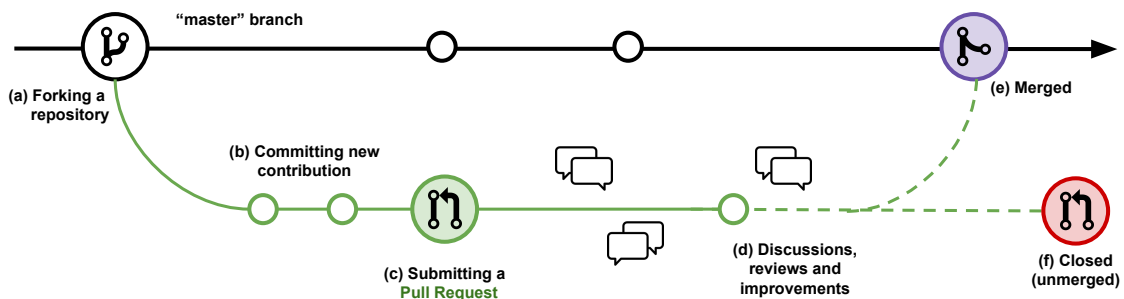 “master” branch
(a) Forking a
repository
(b) Committing new
contribution
(c) Submitting a
Pull Request
(d) Discussions,
reviews and
improvements
(e) Merged
(f) Closed
(unmerged)